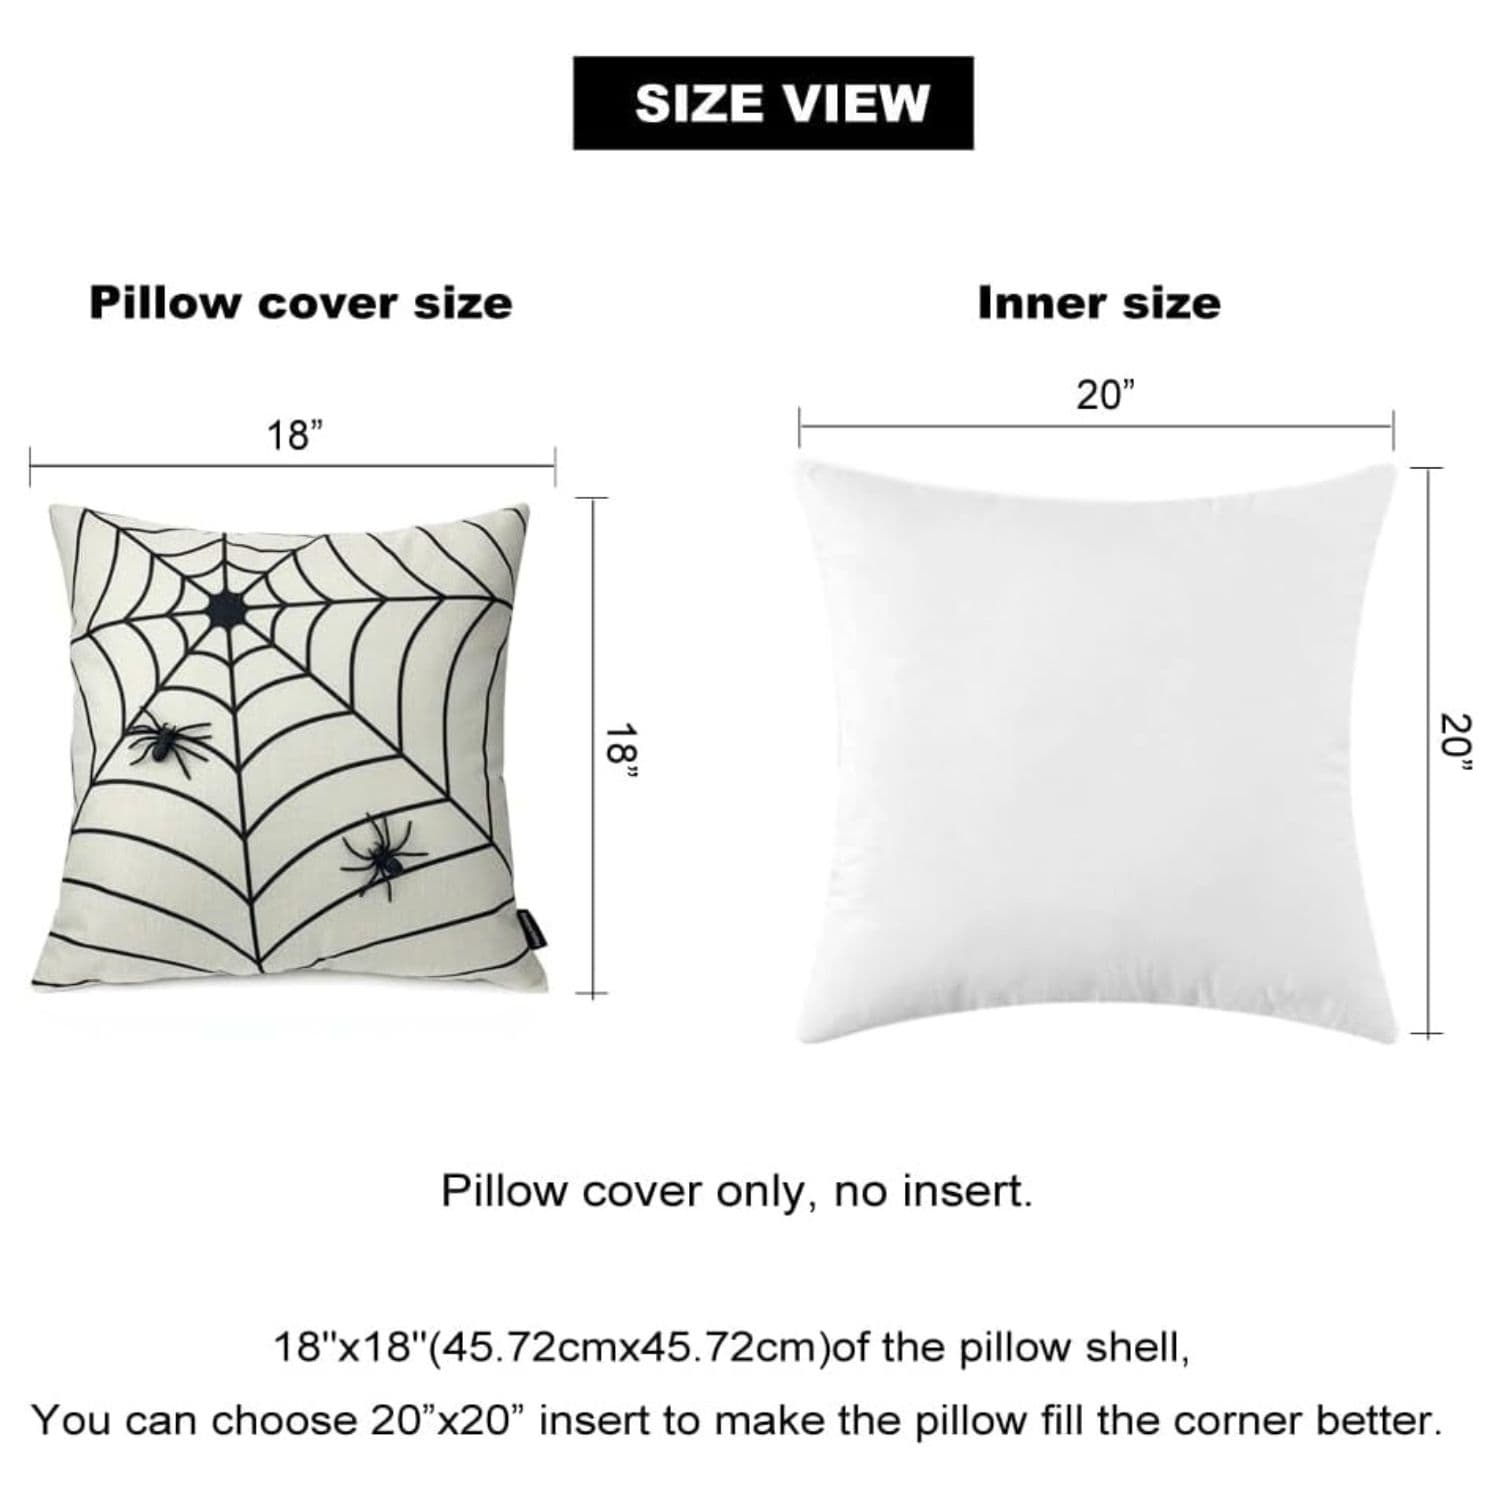 SIZE VIEW
Pillow cover size
Inner size
18”
20”
18”
20”
Pillow cover only, no insert.
18"x18"(45.72cmx45.72cm)of the pillow shell,
You can choose 20”x20” insert to make the pillow fill the corner better.